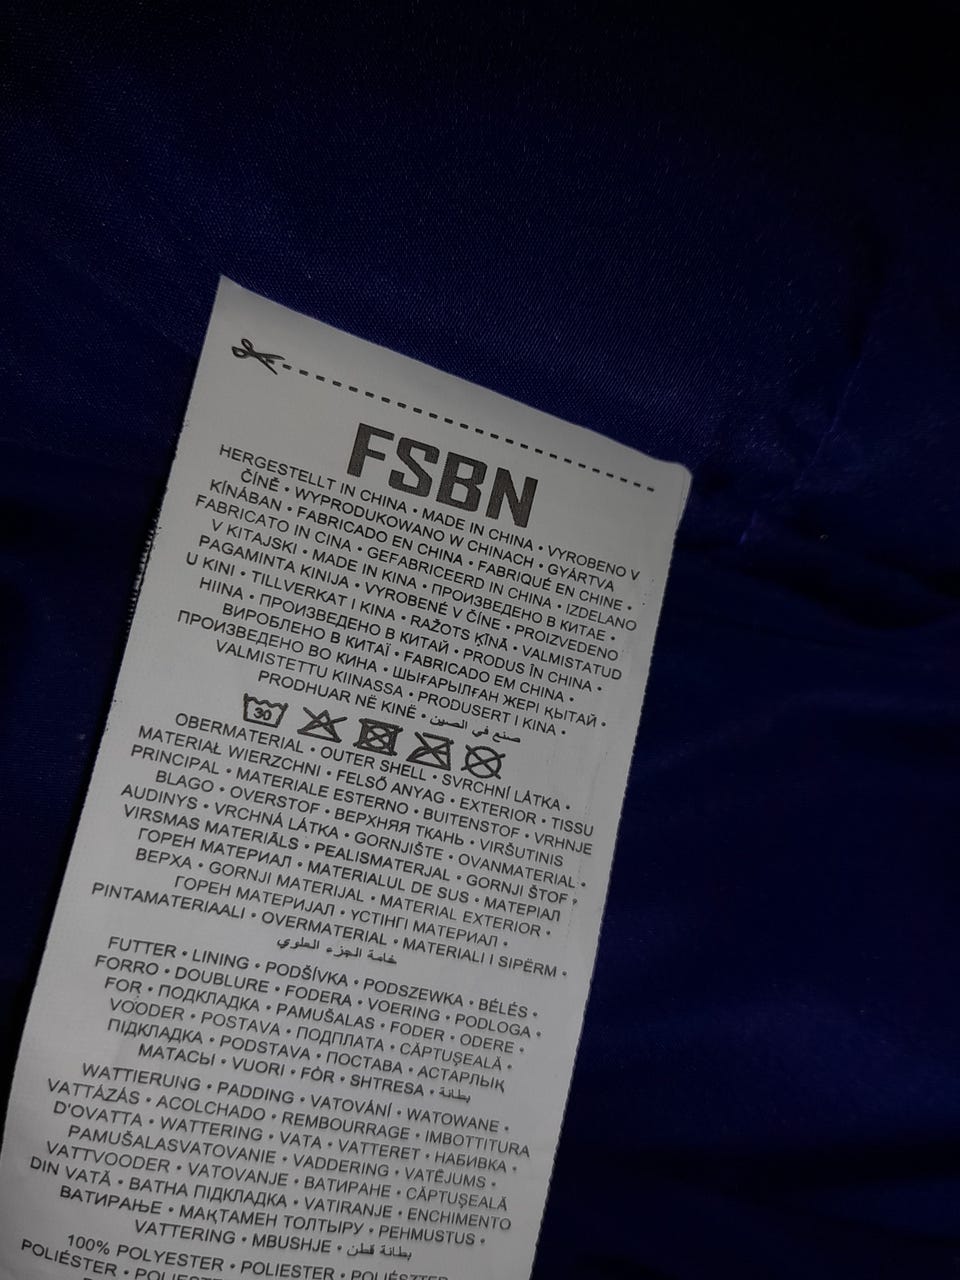 FSBN
HERGESTELLT IN CHINA • MADE IN CHINA • VYROBENO V
ČÍNĚ • WYPRODUKOWANO W CHINACH • GYÁRTVA
KÍNÁBAN • FABRICADO EN CHINA • FABRIQUÉ EN CHINE •
FABRICATO IN CINA • GEFABRICEERD IN CHINA • IZDELANO
V KITAJSKI • MADE IN KINA • ПРОИЗВЕДЕНО В КИТАЕ •
PAGAMINTA KINIJA • VYROBENÉ V ČÍNE • PROIZVEDENO
U KINI • TILLVERKAT I KINA • RAŽOTS ĶĪNĀ • VALMISTATUD
HIINA • ПРОИЗВЕДЕНО В КИТАЙ • PRODUS ÎN CHINA •
ВИРОБЛЕНО В КИТАЇ • FABRICADO EM CHINA •
ПРОИЗВЕДЕНО ВО КИНА • ШЫҒАРЫЛҒАН ЖЕРІ ҚЫТАЙ •
VALMISTETTU KIINASSA • PRODUSERT I KINA •
PRODHUAR NË KINË • صنع في الصين
30
OBERMATERIAL • OUTER SHELL • SVRCHNÍ LÁTKA •
MATERIAŁ WIERZCHNI • FELSŐ ANYAG • EXTERIOR • TISSU
PRINCIPAL • MATERIALE ESTERNO • BUITENSTOF • VRHNJE
BLAGO • OVERSTOF • ВЕРХНЯЯ ТКАНЬ • VIRŠUTINIS
AUDINYS • VRCHNÁ LÁTKA • GORNJIŠTE • OVANMATERIAL •
VIRSMAS MATERIĀLS • PEALISMATERJAL • GORNJI ŠTOF •
ГОРЕН МАТЕРИАЛ • MATERIALUL DE SUS • МАТЕРІАЛ
ВЕРХА • GORNJI MATERIJAL • MATERIAL EXTERIOR •
ГОРЕН МАТЕРИЈАЛ • ҮСТІНГІ МАТЕРИАЛ •
PINTAMATERIAALI • OVERMATERIAL • MATERIALI I SIPËRM •
خامة الجزء العلوي
FUTTER • LINING • PODŠÍVKA • PODSZEWKA • BÉLÉS •
FORRO • DOUBLURE • FODERA • VOERING • PODLOGA •
FOR • ПОДКЛАДКА • PAMUŠALAS • FODER • ODERE •
VOODER • POSTAVA • ПОДПЛАТА • CĂPTUȘEALĂ •
ПІДКЛАДКА • PODSTAVA • ПОСТАВА • АСТАРЛЫҚ
МАТАСЫ • VUORI • FÔR • SHTRESA • بطانة
WATTIERUNG • PADDING • VATOVÁNÍ • WATOWANE •
VATTÁZÁS • ACOLCHADO • REMBOURRAGE • IMBOTTITURA
D'OVATTA • WATTERING • VATA • VATTERET • НАБИВКА •
PAMUŠALASVATOVANIE • VADDERING • VATĒJUMS •
VATTVOODER • VATOVANJE • ВАТИРАНЕ • CĂPTUȘEALĂ
DIN VATĂ • ВАТНА ПІДКЛАДКА • VATIRANJE • ENCHIMENTO
ВАТИРАЊЕ • МАҚТАМЕН ТОЛТЫРУ • PEHMUSTUS •
VATTERING • MBUSHJE • بطانة قطن
100% POLYESTER • POLIESTER • POLIÉSZTER
POLIÉSTER •